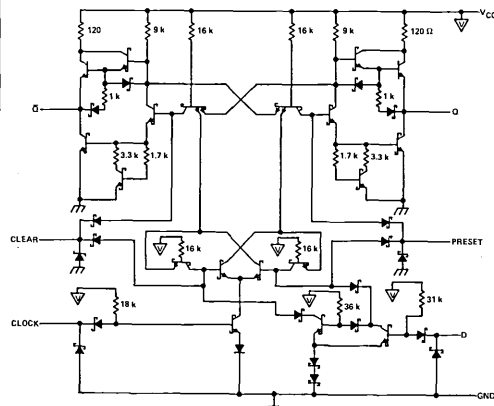 VCC
120
9 k
16 k
16 k
9 k
120 Ω
1 k
1 k
Q̄
Q
3.3 k
1.7 k
1.7 k
3.3 k
CLEAR
PRESET
16 k
16 k
CLOCK
18 k
36 k
31 k
D
GND